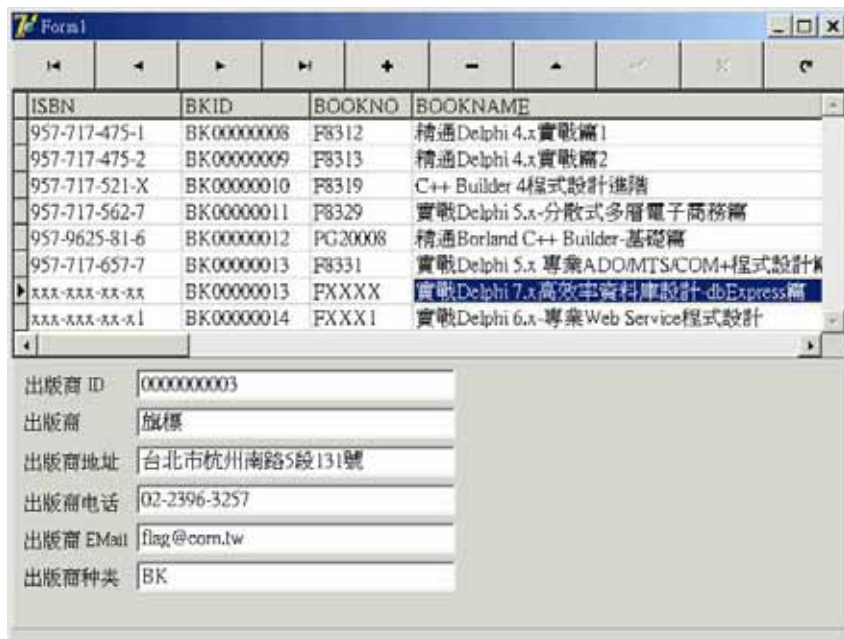 Form1
ISBN BKID BOOKNO BOOKNAME
957-717-475-1 BK00000008 F8312 精通Delphi 4.x實戰篇1
957-717-475-2 BK00000009 F8313 精通Delphi 4.x實戰篇2
957-717-521-X BK00000010 F8319 C++ Builder 4程式設計進階
957-717-562-7 BK00000011 F8329 實戰Delphi 5.x-分散式多層電子商務篇
957-9625-81-6 BK00000012 PG20008 精通Borland C++ Builder-基礎篇
957-717-657-7 BK00000013 F8331 實戰Delphi 5.x 專業ADO/MTS/COM+程式設計
xxx-xxx-xx-xx BK00000013 FXXXX 實戰Delphi 7.x高效率資料庫設計-dbExpress篇
xxx-xxx-xx-x1 BK00000014 FXXX1 實戰Delphi 6.x-專業Web Service程式設計
出版商 ID 0000000003
出版商 旗標
出版商地址 台北市杭州南路5段131號
出版商电话 02-2396-3257
出版商 EMail flag@com.tw
出版商种类 BK